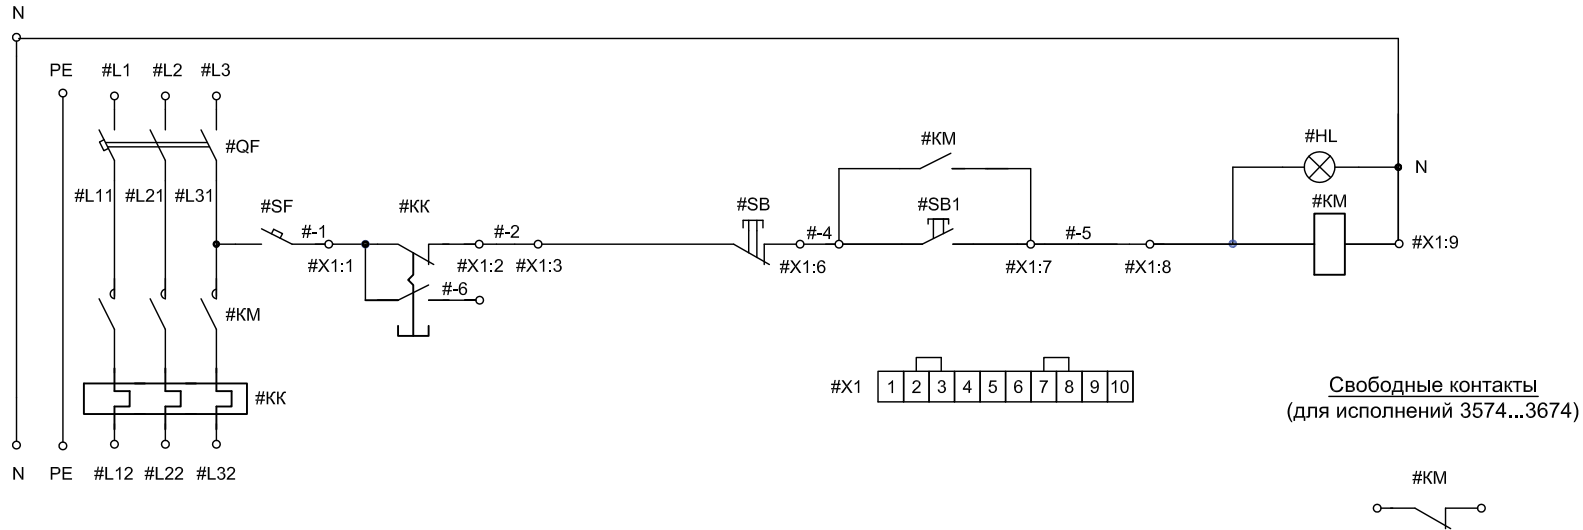 N
PE #L1 #L2 #L3
#QF
#KM
#HL
N
#L11 #L21 #L31
#SF #KK #SB #SB1 #KM
#-1 #-2 #-4 #-5
#X1:1 #X1:2 #X1:3 #X1:6 #X1:7 #X1:8 #X1:9
#-6
#KM
#KK
#X1 1 2 3 4 5 6 7 8 9 10
Свободные контакты
(для исполнений 3574...3674)
N PE #L12 #L22 #L32
#KM